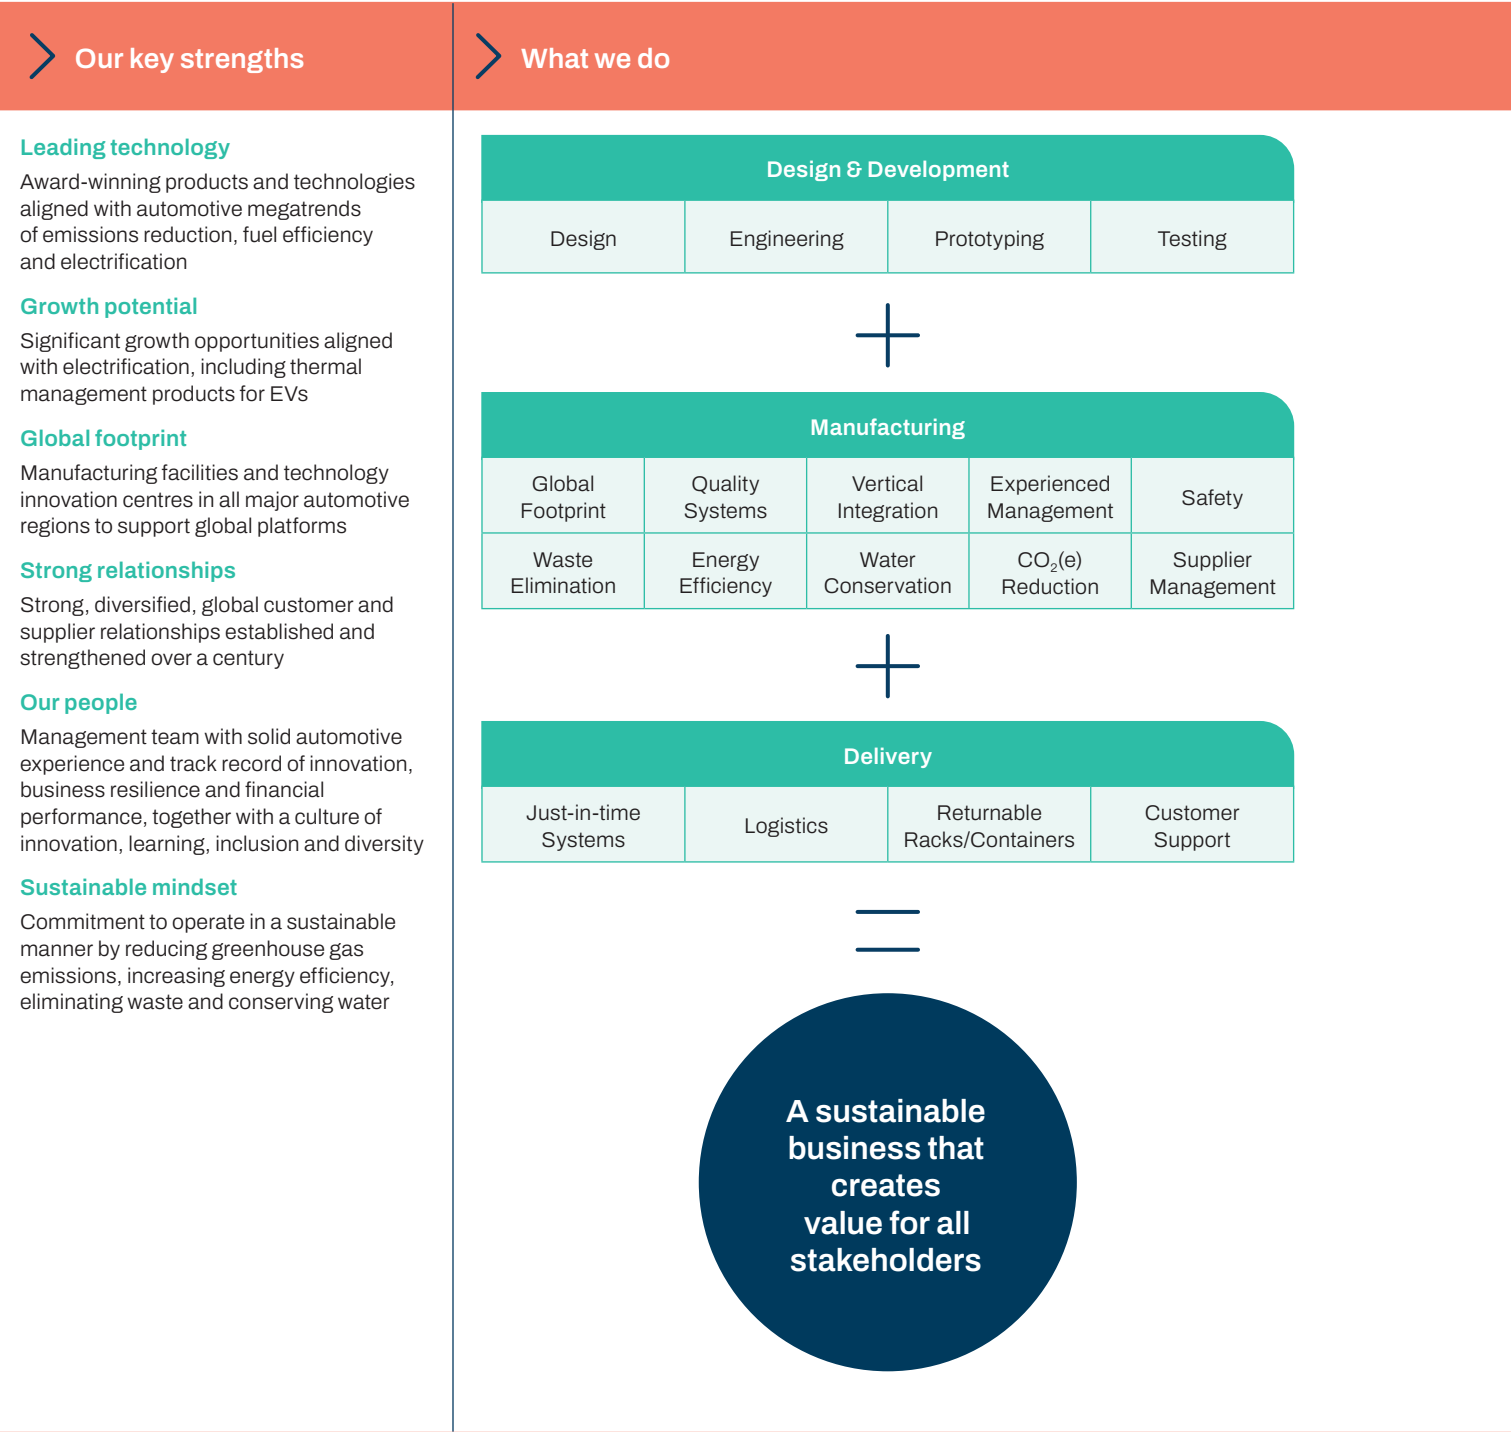 Our key strengths
Leading technology
Award-winning products and technologies
aligned with automotive megatrends
of emissions reduction, fuel efficiency
and electrification
Growth potential
Significant growth opportunities aligned
with electrification, including thermal
management products for EVs
Global footprint
Manufacturing facilities and technology
innovation centres in all major automotive
regions to support global platforms
Strong relationships
Strong, diversified, global customer and
supplier relationships established and
strengthened over a century
Our people
Management team with solid automotive
experience and track record of innovation,
business resilience and financial
performance, together with a culture of
innovation, learning, inclusion and diversity
Sustainable mindset
Commitment to operate in a sustainable
manner by reducing greenhouse gas
emissions, increasing energy efficiency,
eliminating waste and conserving water
What we do
Design & Development
Design
Engineering
Prototyping
Testing
Manufacturing
Global
Footprint
Quality
Systems
Vertical
Integration
Experienced
Management
Safety
Waste
Elimination
Energy
Efficiency
Water
Conservation
CO₂(e)
Reduction
Supplier
Management
Delivery
Just-in-time
Systems
Logistics
Returnable
Racks/Containers
Customer
Support
A sustainable
business that
creates
value for all
stakeholders